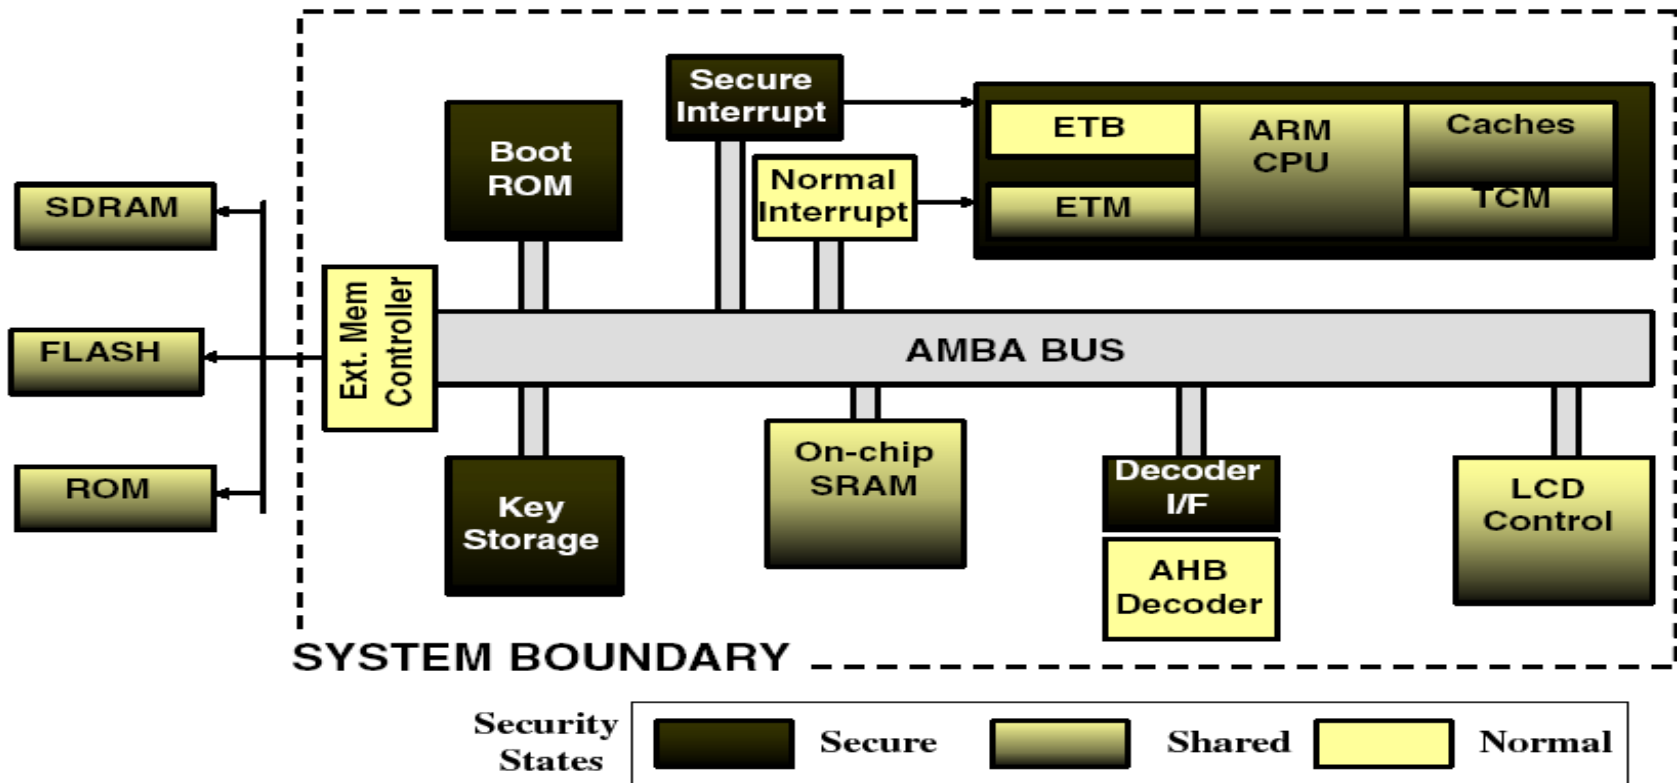 Secure
Interrupt
Boot
ROM
Normal
Interrupt
ETB
ETM
ARM
CPU
Caches
TCM
SDRAM
FLASH
ROM
Ext. Mem
Controller
AMBA BUS
Key
Storage
On-chip
SRAM
Decoder
I/F
AHB
Decoder
LCD
Control
SYSTEM BOUNDARY
Security
States
Secure
Shared
Normal